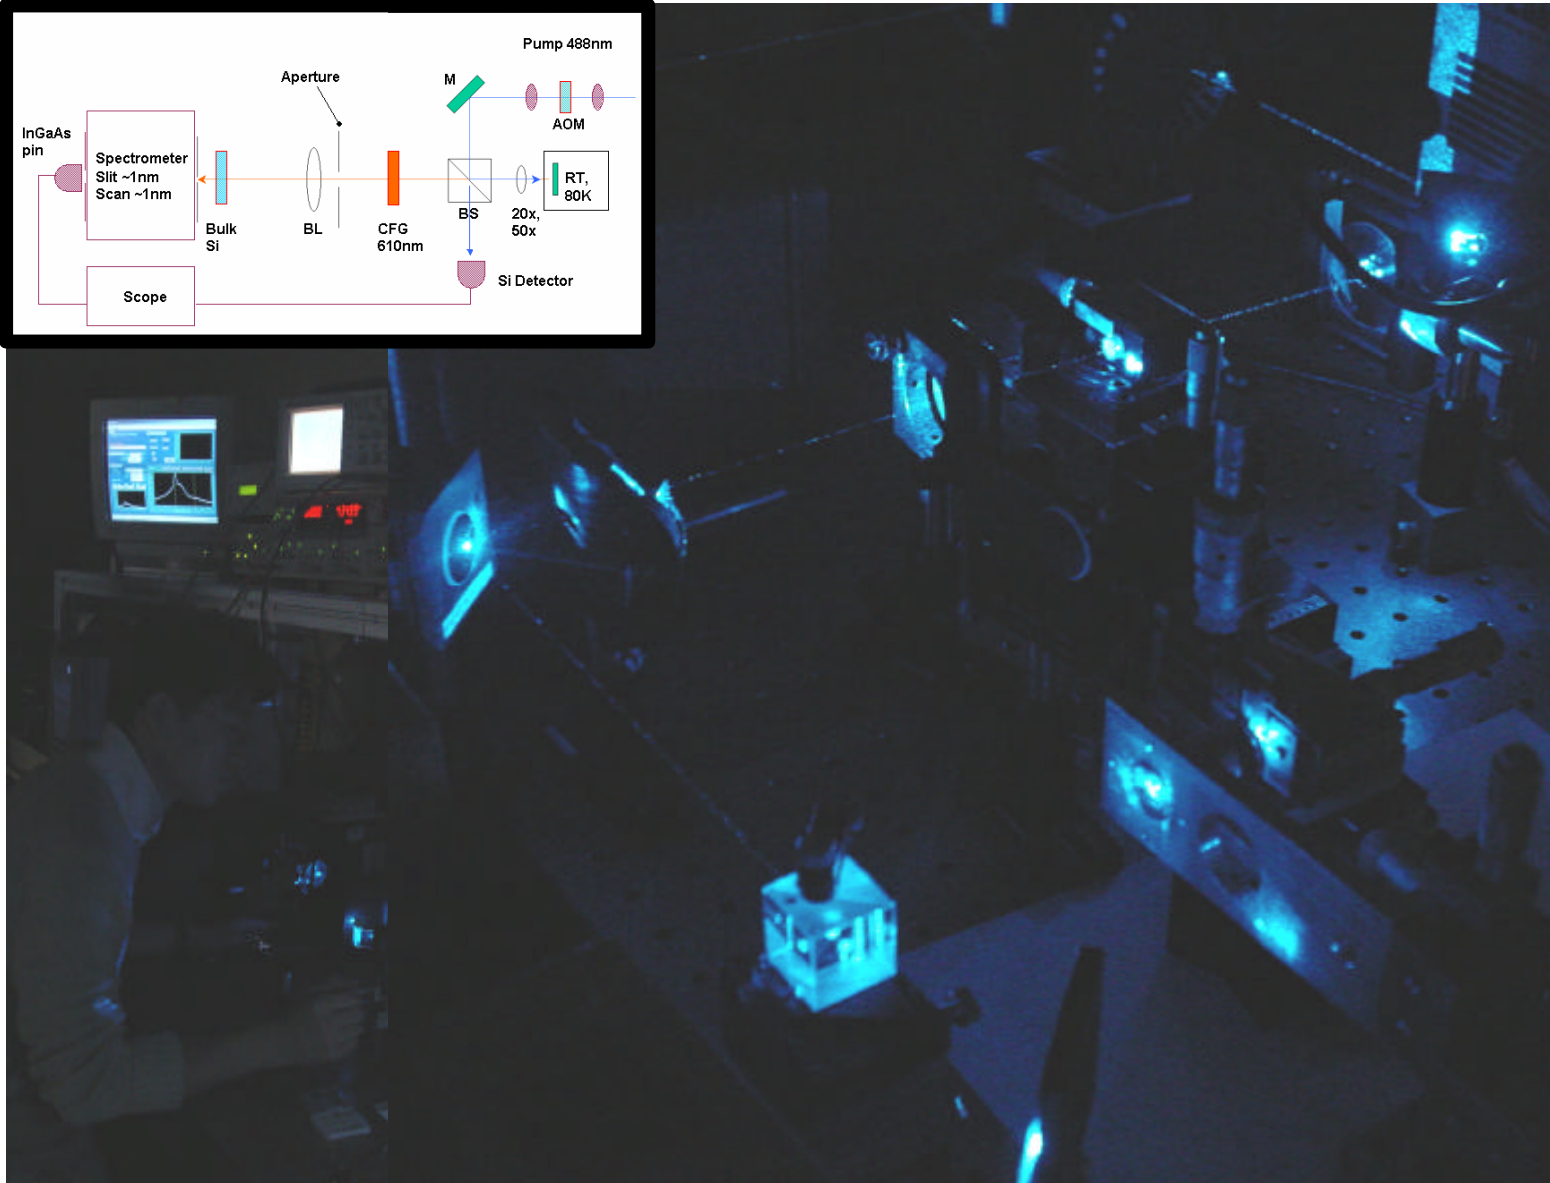 Pump 488nm
Aperture
M
AOM
InGaAs
pin
Spectrometer
Slit ~1nm
Scan ~1nm
RT,
80K
Bulk
Si
BL
CFG
610nm
BS
20x,
50x
Si Detector
Scope